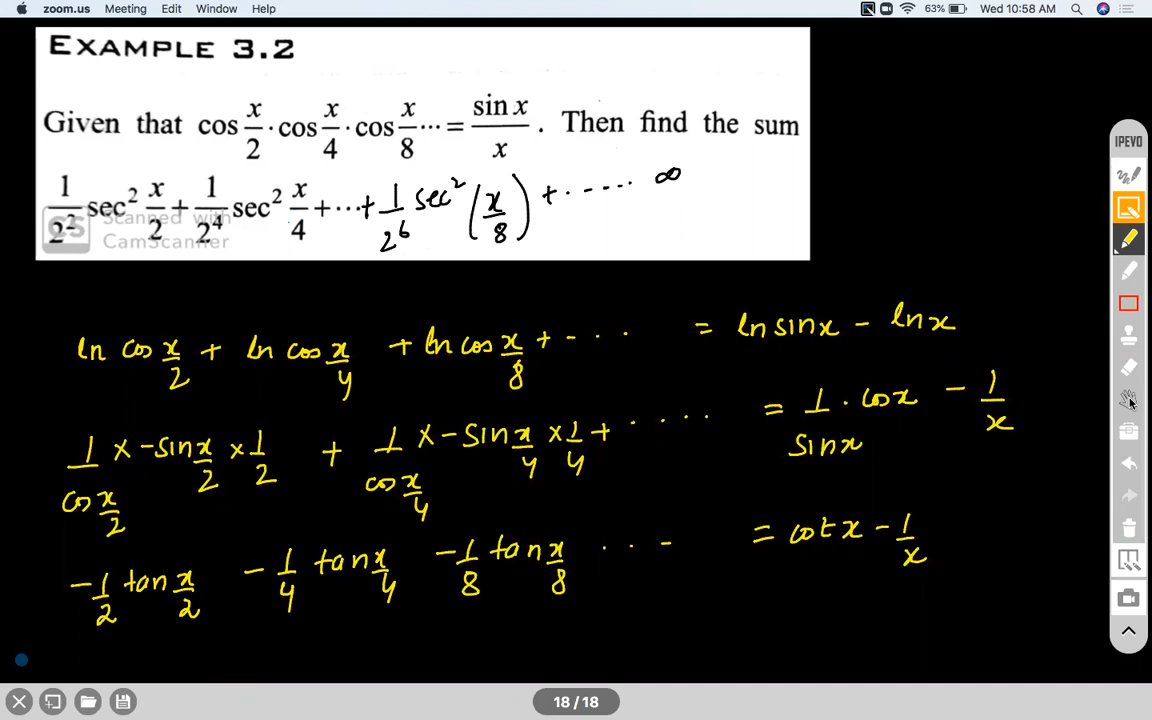 zoom.us Meeting Edit Window Help 63% Wed 10:58 AM
EXAMPLE 3.2
Given that cos x/2 · cos x/4 · cos x/8 ··· = sin x / x . Then find the sum
1/2² sec² x/2 + 1/2⁴ sec² x/4 + ··· + 1/2⁶ sec² (x/8) + ······ ∞
Scanned with
CS CamScanner
IPEVO
ln cos x/2 + ln cos x/4 + ln cos x/8 + - · · = ln sin x - ln x
1/cos x/2 × - sin x/2 × 1/2 + 1/cos x/4 × - sin x/4 × 1/4 + · · · · = 1/sin x · cos x - 1/x
- 1/2 tan x/2 - 1/4 tan x/4 - 1/8 tan x/8 · · - = cot x - 1/x
18 / 18